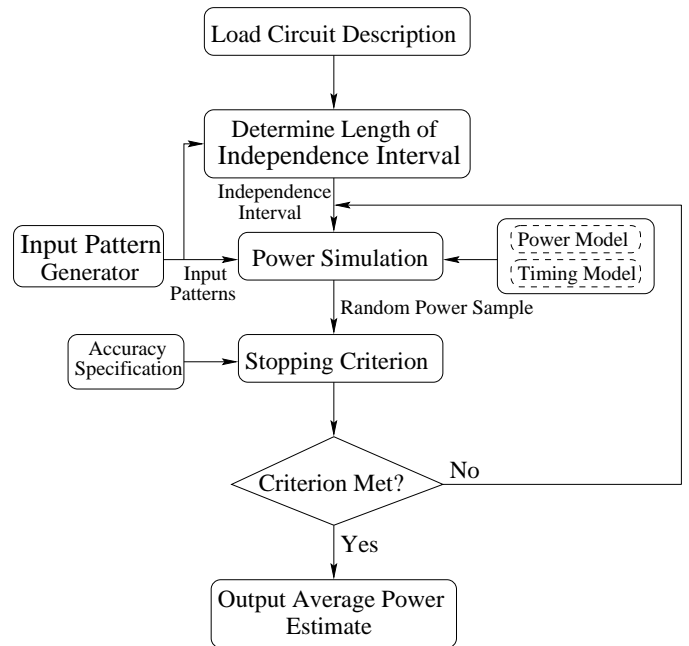 Load Circuit Description
Determine Length of
Independence Interval
Independence
Interval
Input Pattern
Generator
Input
Patterns
Power Simulation
Power Model
Timing Model
Random Power Sample
Accuracy
Specification
Stopping Criterion
Criterion Met?
No
Yes
Output Average Power
Estimate